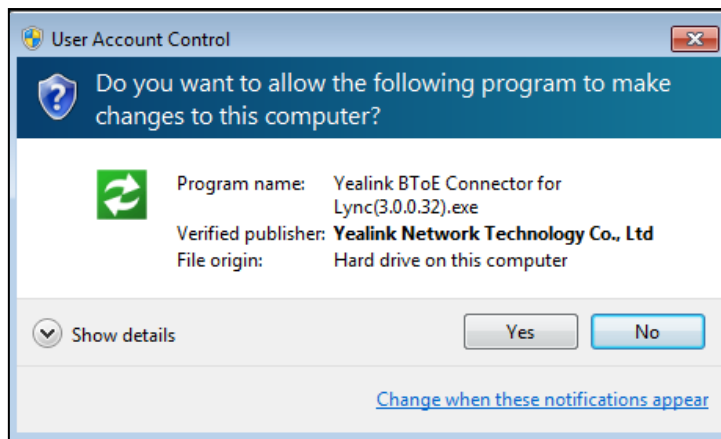 User Account Control
Do you want to allow the following program to make
changes to this computer?
Program name: Yealink BToE Connector for
Lync(3.0.0.32).exe
Verified publisher: Yealink Network Technology Co., Ltd
File origin: Hard drive on this computer
Show details
Yes
No
Change when these notifications appear